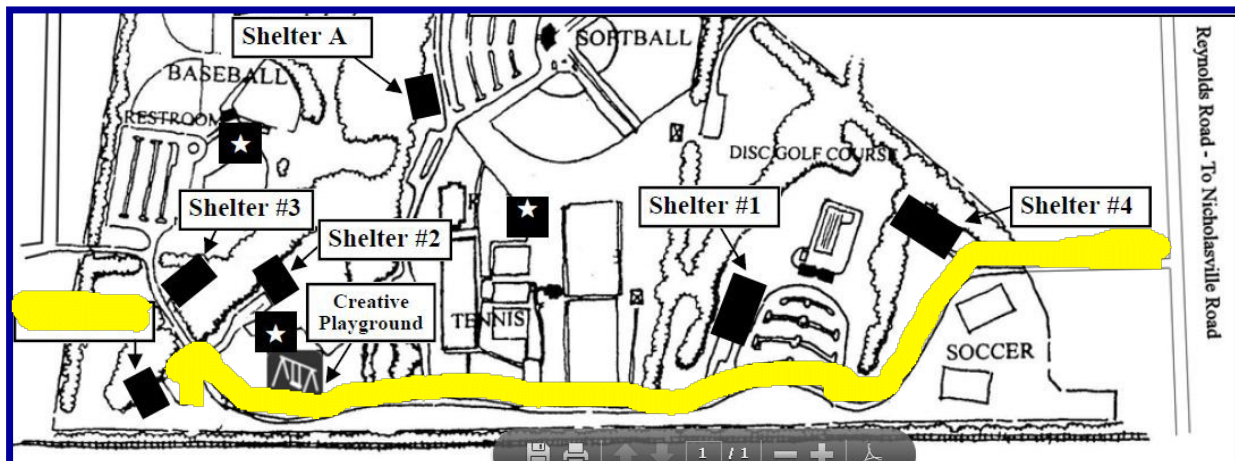 Shelter A
SOFTBALL
BASEBALL
RESTROOM
DISC GOLF COURSE
Shelter #3
Shelter #2
Shelter #1
Shelter #4
Creative
Playground
TENNIS
SOCCER
Reynolds Road - To Nicholasville Road
1 / 1